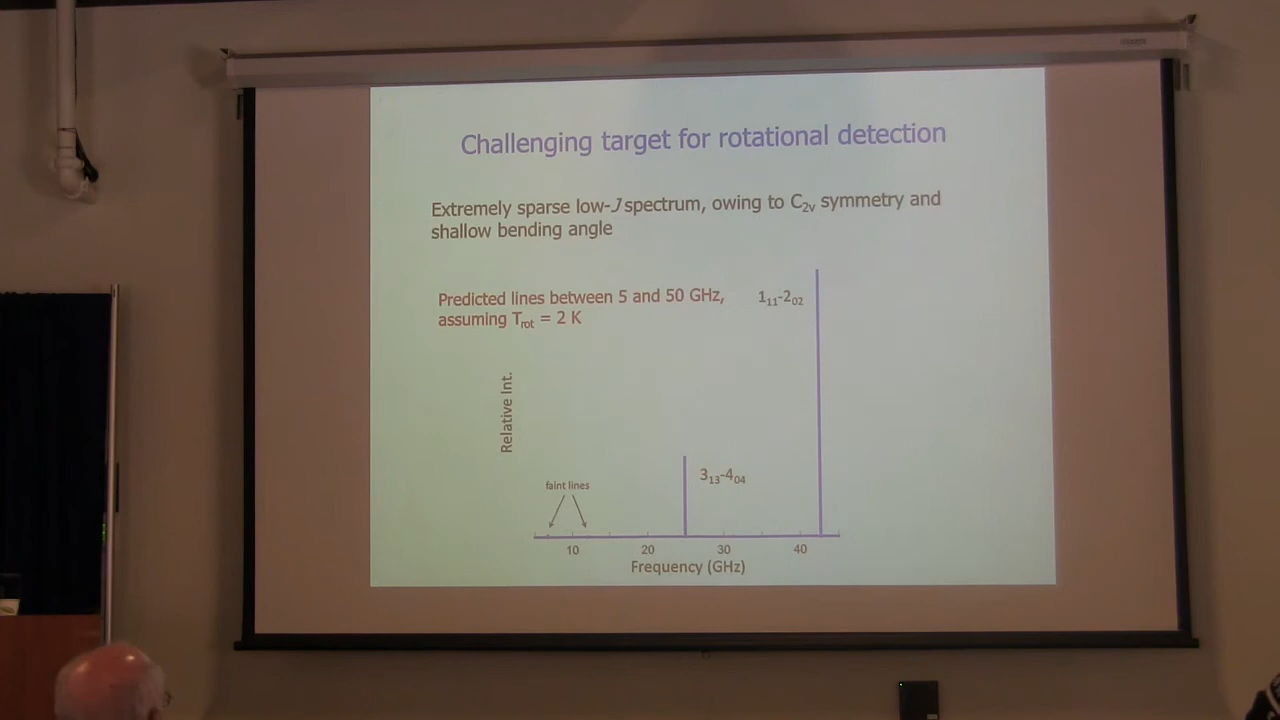 Challenging target for rotational detection
Extremely sparse low-J spectrum, owing to C2v symmetry and
shallow bending angle
Predicted lines between 5 and 50 GHz,
assuming Trot = 2 K
111-202
Relative Int.
313-404
faint lines
10 20 30 40
Frequency (GHz)